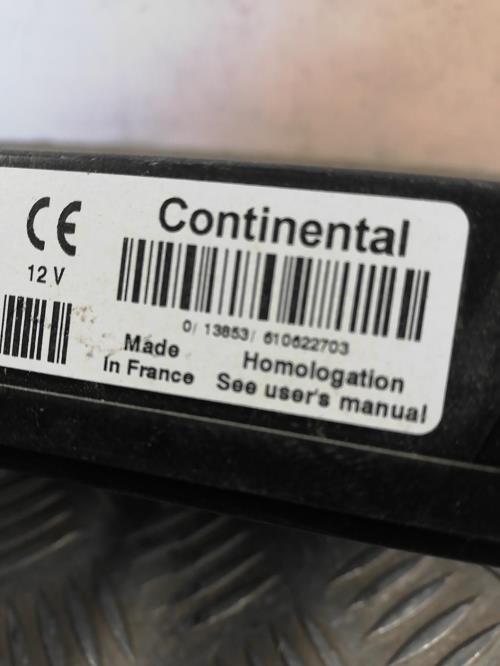 CE
12 V
Continental
0/ 13853/ 610622703
Made
In France
Homologation
See user's manual